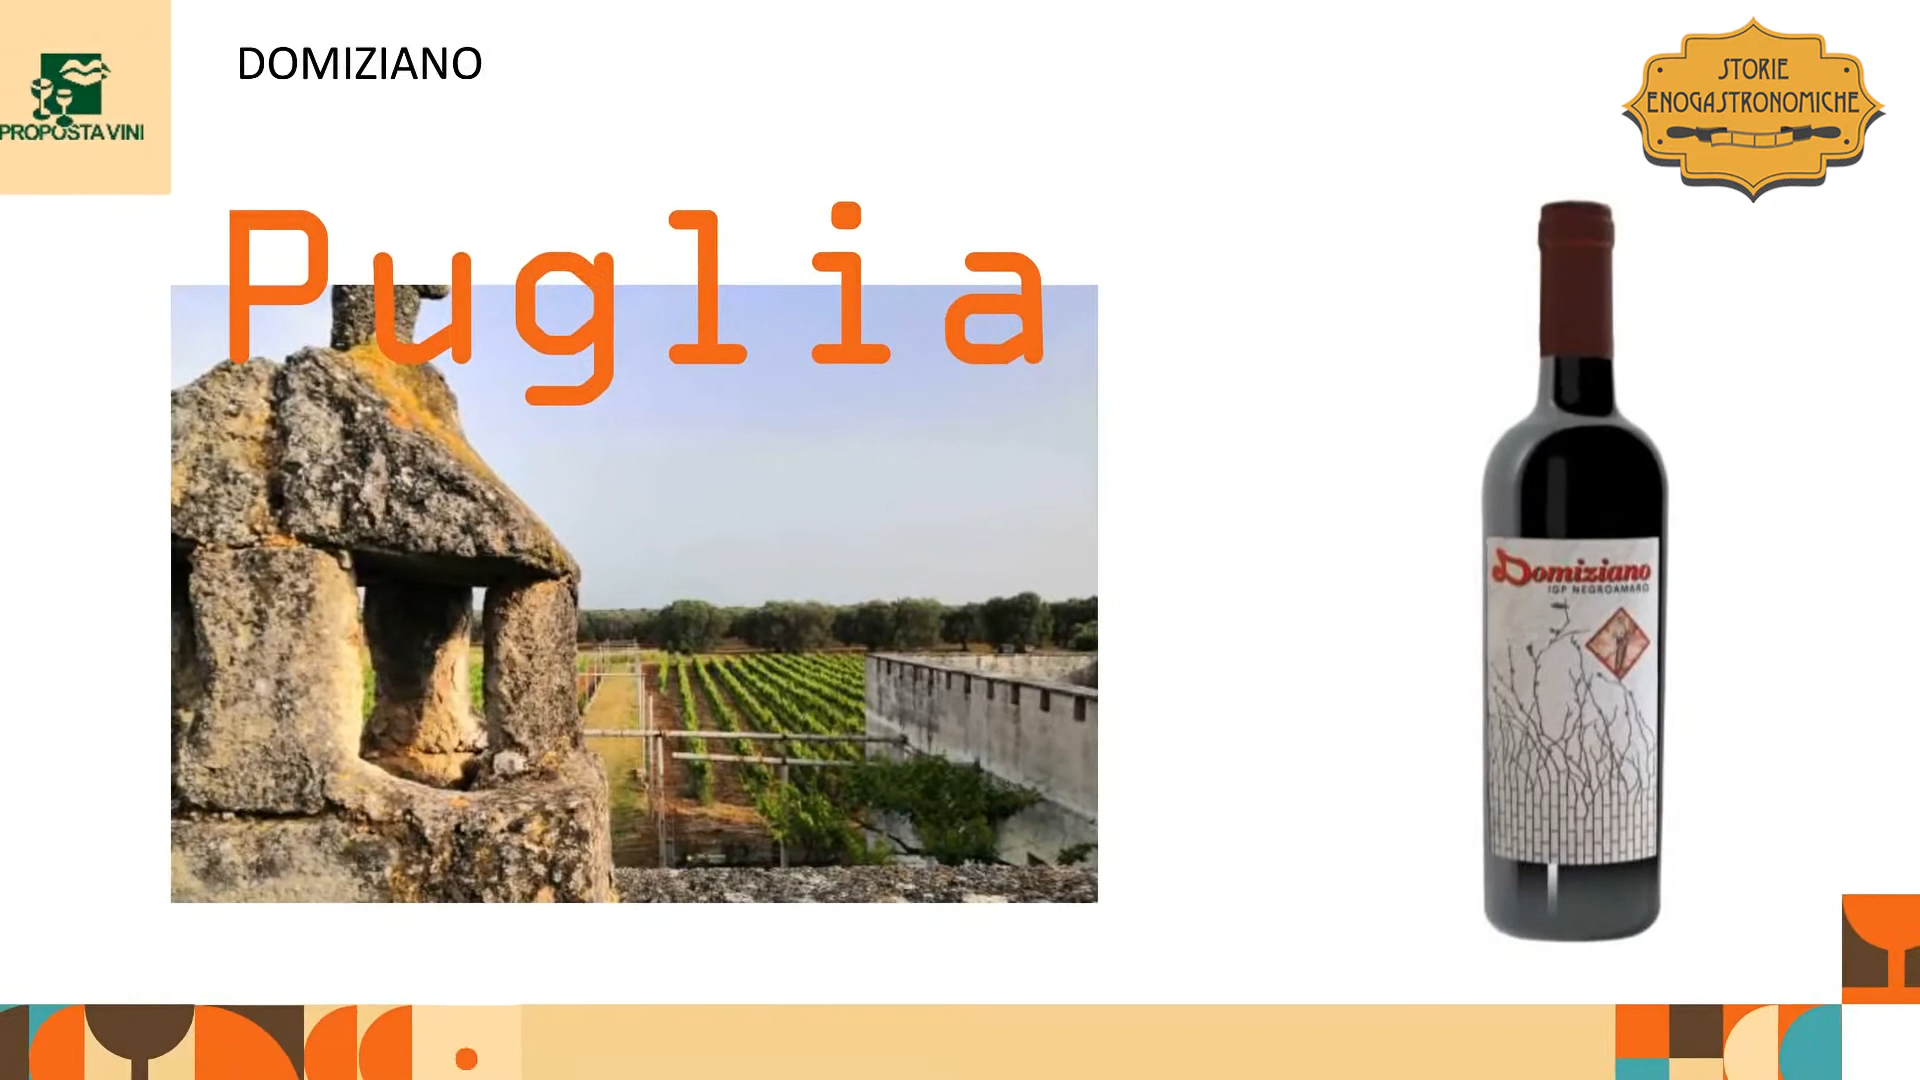 PROPOSTA VINI
DOMIZIANO
STORIE
ENOGASTRONOMICHE
Puglia
Domiziano
IGP NEGROAMARO